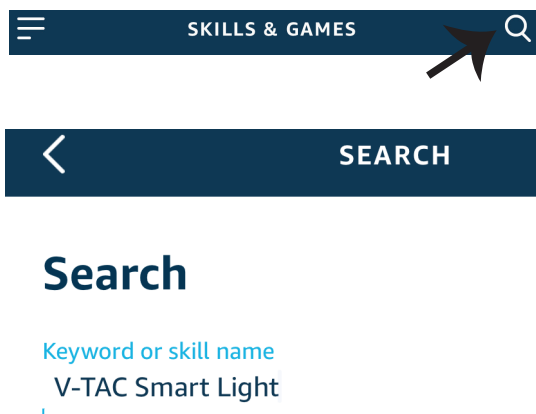 SKILLS & GAMES
SEARCH
Search
Keyword or skill name
V-TAC Smart Light